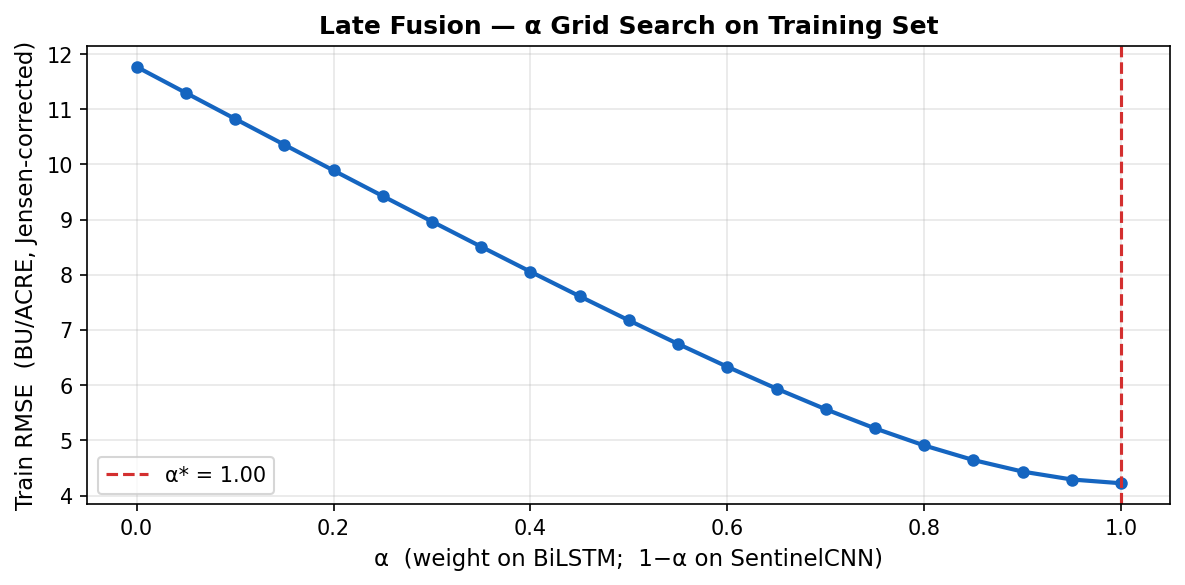 Late Fusion — α Grid Search on Training Set
Train RMSE  (BU/ACRE, Jensen-corrected)
12
11
10
9
8
7
6
5
4
α* = 1.00
0.0 0.2 0.4 0.6 0.8 1.0
α  (weight on BiLSTM;  1−α on SentinelCNN)